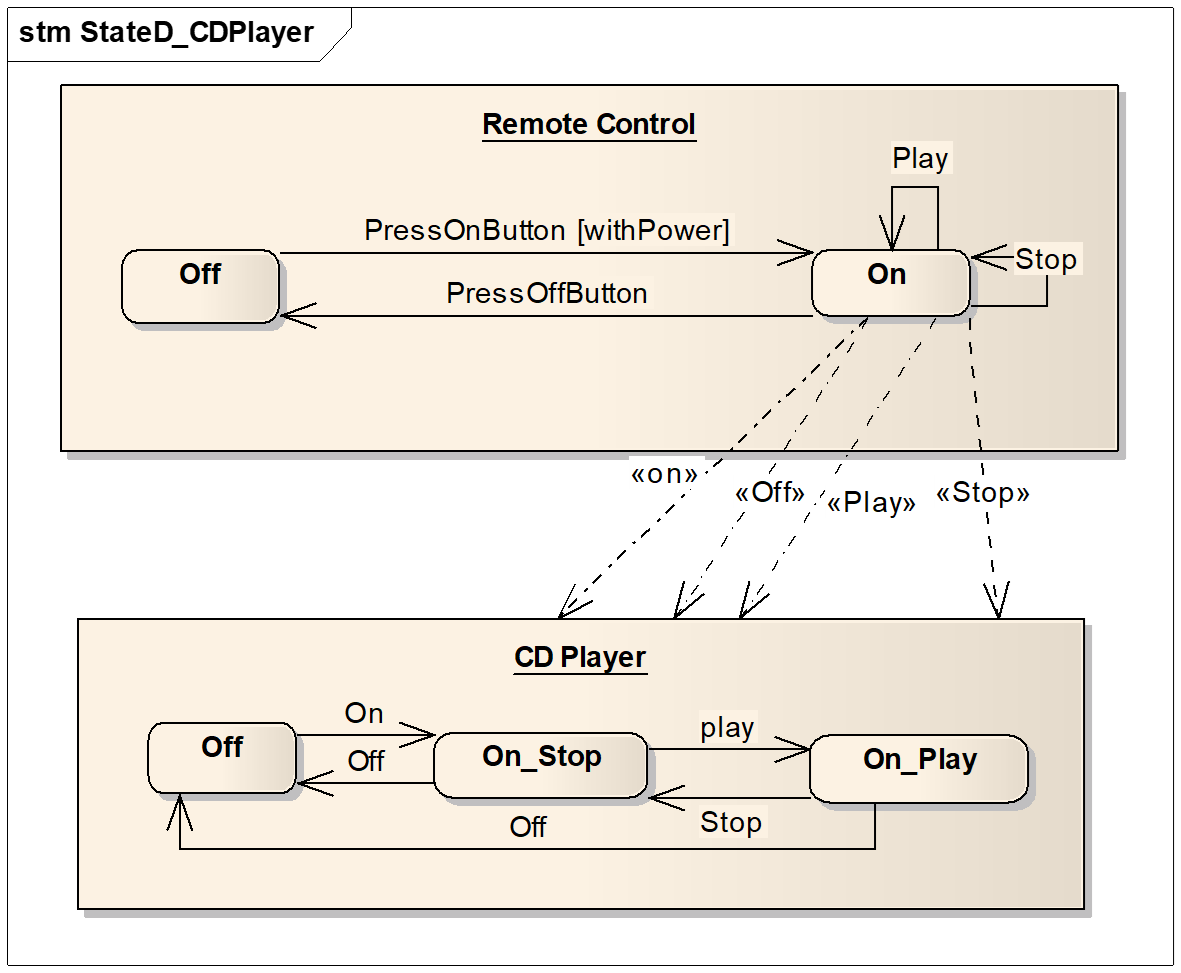 stm StateD_CDPlayer
Remote Control
Play
PressOnButton [withPower]
Off
On
Stop
PressOffButton
«on»
«Off»
«Play»
«Stop»
CD Player
On
play
Off
Off
On_Stop
On_Play
Off
Stop